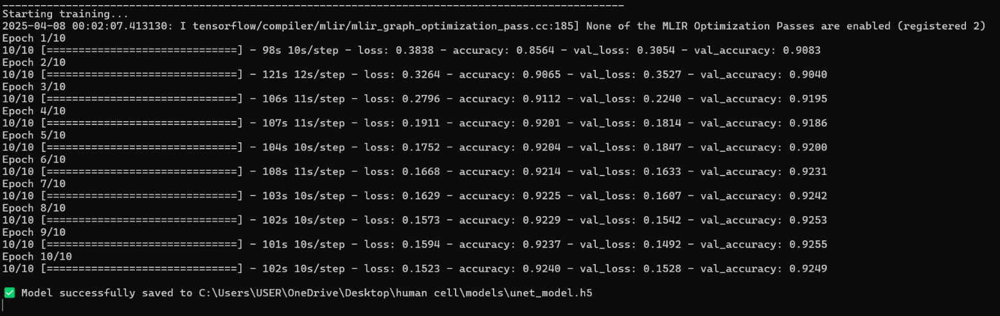 Starting training...
2025-04-08 00:02:07.413130: I tensorflow/compiler/mlir/mlir_graph_optimization_pass.cc:185] None of the MLIR Optimization Passes are enabled (registered 2)
Epoch 1/10
10/10 [==============================] - 98s 10s/step - loss: 0.3838 - accuracy: 0.8564 - val_loss: 0.3054 - val_accuracy: 0.9083
Epoch 2/10
10/10 [==============================] - 121s 12s/step - loss: 0.3264 - accuracy: 0.9065 - val_loss: 0.3527 - val_accuracy: 0.9040
Epoch 3/10
10/10 [==============================] - 106s 11s/step - loss: 0.2796 - accuracy: 0.9112 - val_loss: 0.2240 - val_accuracy: 0.9195
Epoch 4/10
10/10 [==============================] - 107s 11s/step - loss: 0.1911 - accuracy: 0.9201 - val_loss: 0.1814 - val_accuracy: 0.9186
Epoch 5/10
10/10 [==============================] - 104s 10s/step - loss: 0.1752 - accuracy: 0.9204 - val_loss: 0.1847 - val_accuracy: 0.9200
Epoch 6/10
10/10 [==============================] - 108s 11s/step - loss: 0.1668 - accuracy: 0.9214 - val_loss: 0.1633 - val_accuracy: 0.9231
Epoch 7/10
10/10 [==============================] - 103s 10s/step - loss: 0.1629 - accuracy: 0.9225 - val_loss: 0.1607 - val_accuracy: 0.9242
Epoch 8/10
10/10 [==============================] - 102s 10s/step - loss: 0.1573 - accuracy: 0.9229 - val_loss: 0.1542 - val_accuracy: 0.9253
Epoch 9/10
10/10 [==============================] - 101s 10s/step - loss: 0.1594 - accuracy: 0.9237 - val_loss: 0.1492 - val_accuracy: 0.9255
Epoch 10/10
10/10 [==============================] - 102s 10s/step - loss: 0.1523 - accuracy: 0.9240 - val_loss: 0.1528 - val_accuracy: 0.9249
✅ Model successfully saved to C:\Users\USER\OneDrive\Desktop\human cell\models\unet_model.h5